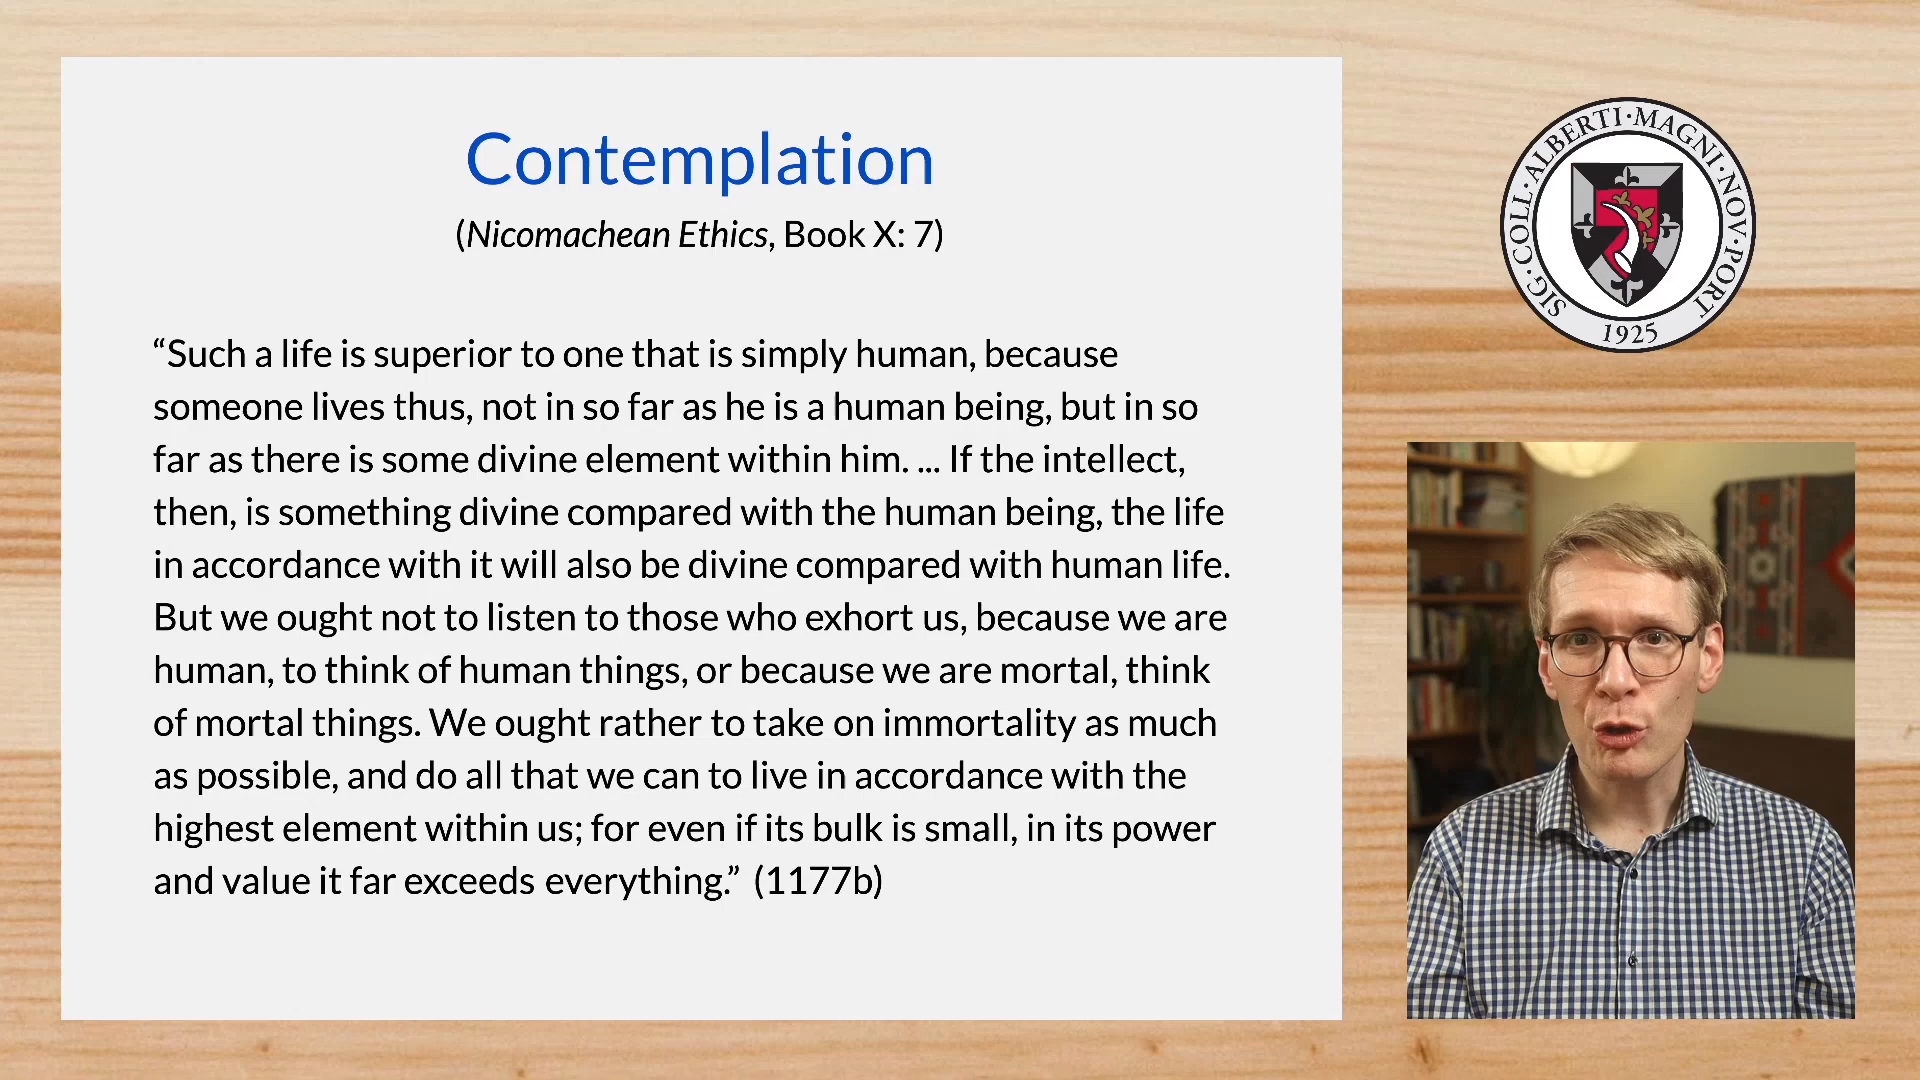 Contemplation
(Nicomachean Ethics, Book X: 7)
“Such a life is superior to one that is simply human, because
someone lives thus, not in so far as he is a human being, but in so
far as there is some divine element within him. ... If the intellect,
then, is something divine compared with the human being, the life
in accordance with it will also be divine compared with human life.
But we ought not to listen to those who exhort us, because we are
human, to think of human things, or because we are mortal, think
of mortal things. We ought rather to take on immortality as much
as possible, and do all that we can to live in accordance with the
highest element within us; for even if its bulk is small, in its power
and value it far exceeds everything.” (1177b)
SIG·COLL·ALBERTI·MAGNI·NOV·PORT
1925